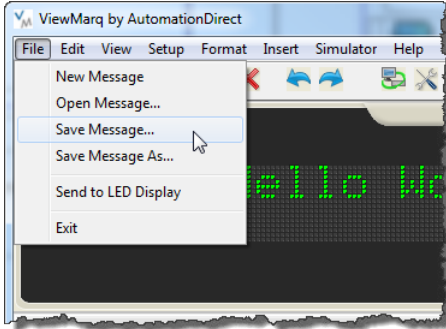 ViewMarq by AutomationDirect
File Edit View Setup Format Insert Simulator Help
New Message
Open Message...
Save Message...
Save Message As...
Send to LED Display
Exit
ello